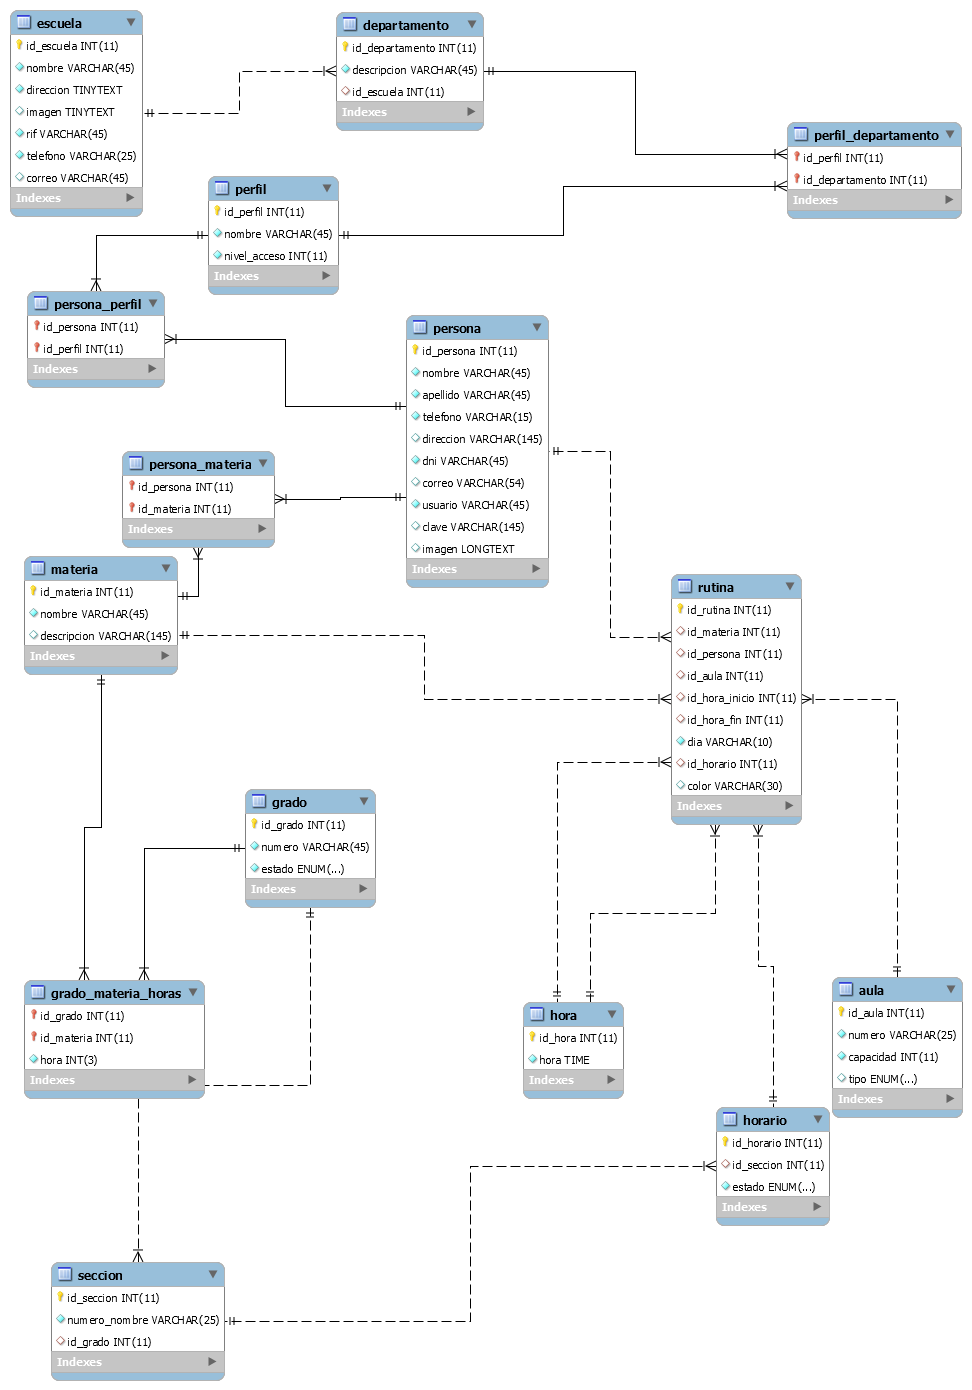 escuela
id_escuela INT(11)
nombre VARCHAR(45)
direccion TINYTEXT
imagen TINYTEXT
rif VARCHAR(45)
telefono VARCHAR(25)
correo VARCHAR(45)
Indexes
departamento
id_departamento INT(11)
descripcion VARCHAR(45)
id_escuela INT(11)
Indexes
perfil_departamento
id_perfil INT(11)
id_departamento INT(11)
Indexes
perfil
id_perfil INT(11)
nombre VARCHAR(45)
nivel_acceso INT(11)
Indexes
persona_perfil
id_persona INT(11)
id_perfil INT(11)
Indexes
persona
id_persona INT(11)
nombre VARCHAR(45)
apellido VARCHAR(45)
telefono VARCHAR(15)
direccion VARCHAR(145)
dni VARCHAR(45)
correo VARCHAR(54)
usuario VARCHAR(45)
clave VARCHAR(145)
imagen LONGTEXT
Indexes
persona_materia
id_persona INT(11)
id_materia INT(11)
Indexes
materia
id_materia INT(11)
nombre VARCHAR(45)
descripcion VARCHAR(145)
Indexes
rutina
id_rutina INT(11)
id_materia INT(11)
id_persona INT(11)
id_aula INT(11)
id_hora_inicio INT(11)
id_hora_fin INT(11)
dia VARCHAR(10)
id_horario INT(11)
color VARCHAR(30)
Indexes
grado
id_grado INT(11)
numero VARCHAR(45)
estado ENUM(...)
Indexes
grado_materia_horas
id_grado INT(11)
id_materia INT(11)
hora INT(3)
Indexes
hora
id_hora INT(11)
hora TIME
Indexes
aula
id_aula INT(11)
numero VARCHAR(25)
capacidad INT(11)
tipo ENUM(...)
Indexes
horario
id_horario INT(11)
id_seccion INT(11)
estado ENUM(...)
Indexes
seccion
id_seccion INT(11)
numero_nombre VARCHAR(25)
id_grado INT(11)
Indexes